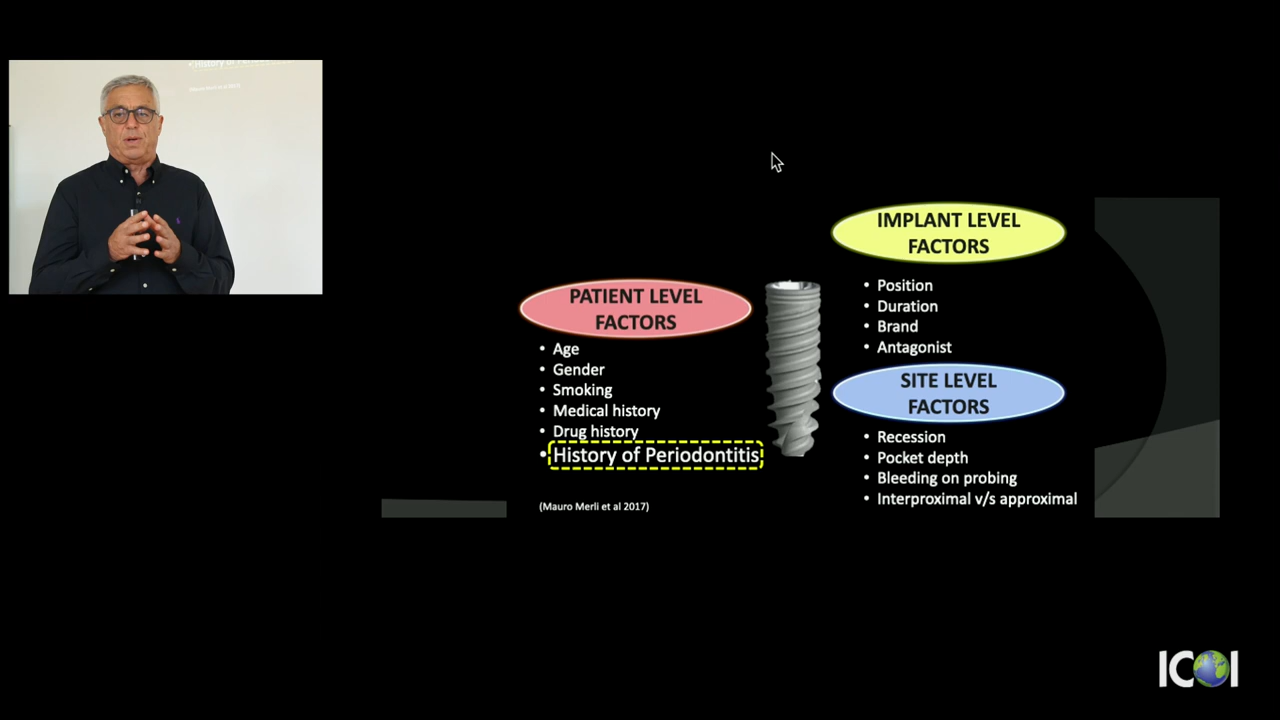 PATIENT LEVEL
FACTORS
• Age
• Gender
• Smoking
• Medical history
• Drug history
• History of Periodontitis
(Mauro Merli et al 2017)
IMPLANT LEVEL
FACTORS
• Position
• Duration
• Brand
• Antagonist
SITE LEVEL
FACTORS
• Recession
• Pocket depth
• Bleeding on probing
• Interproximal v/s approximal
ICOI